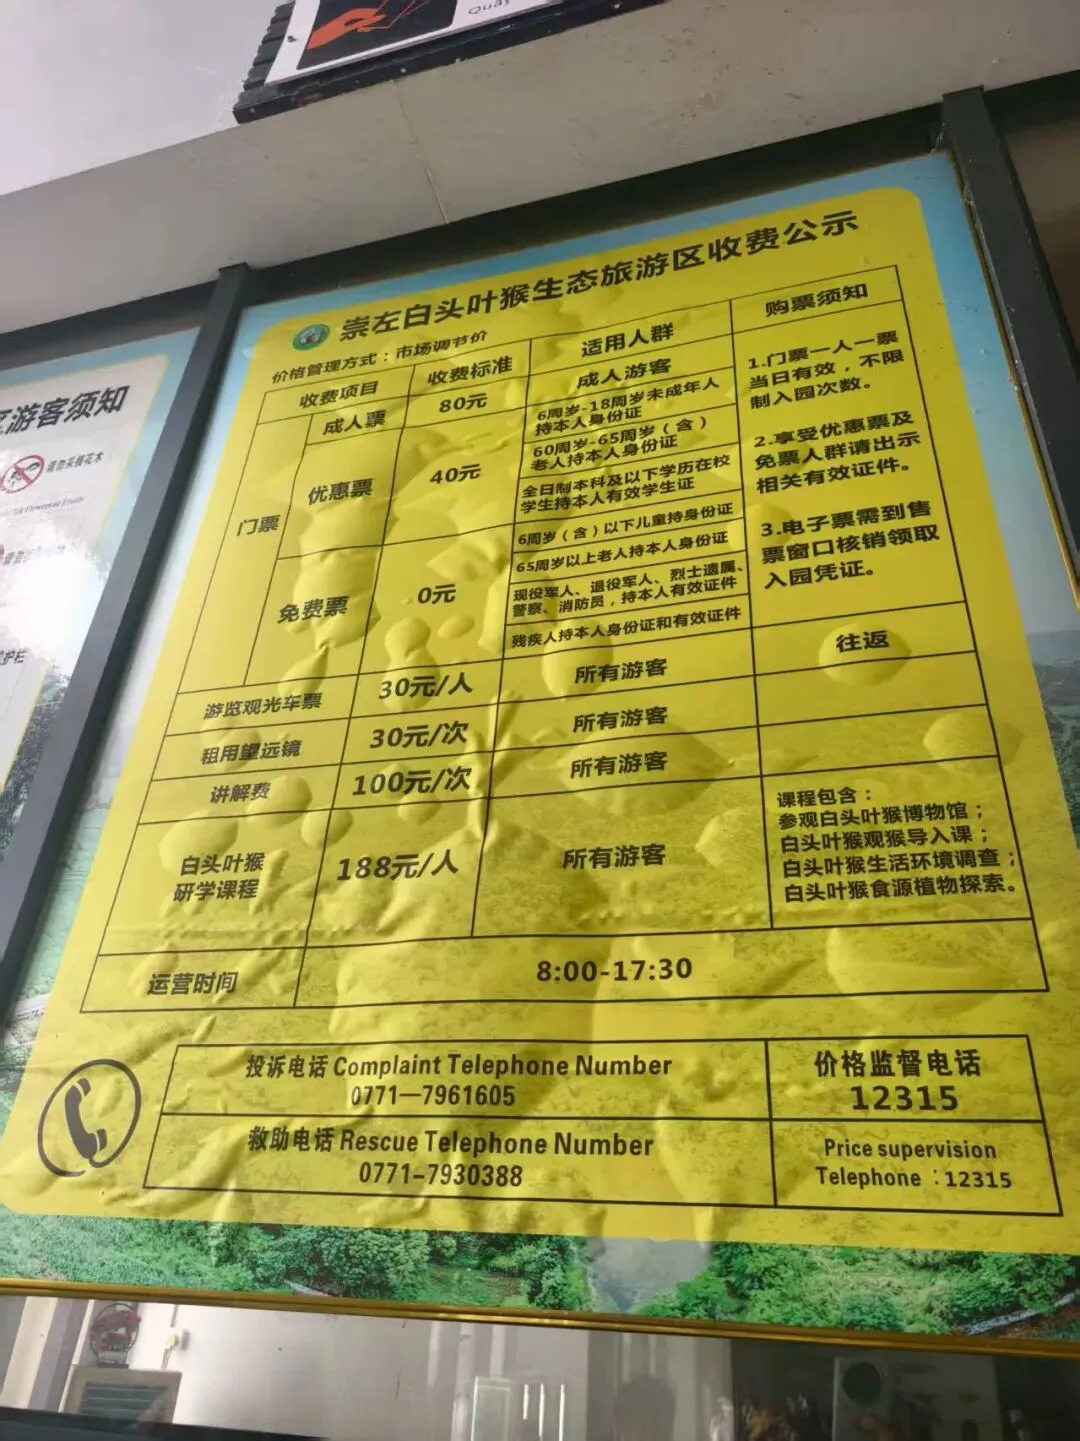 Quay
崇左白头叶猴生态旅游区收费公示
价格管理方式：市场调节价
收费项目 收费标准 适用人群 购票须知
门票
成人票 80元 成人游客
优惠票 40元
6周岁-18周岁未成年人
持本人身份证
60周岁-65周岁（含）
老人持本人身份证
全日制本科及以下学历在校
学生持本人有效学生证
免费票 0元
6周岁（含）以下儿童持身份证
65周岁以上老人持本人身份证
现役军人、退役军人、烈士遗属、
警察、消防员，持本人有效证件
残疾人持本人身份证和有效证件
1.门票一人一票
当日有效，不限
制入园次数。
2.享受优惠票及
免票人群请出示
相关有效证件。
3.电子票需到售
票窗口核销领取
入园凭证。
游览观光车票 30元/人 所有游客 往返
租用望远镜 30元/次 所有游客
讲解费 100元/次 所有游客
白头叶猴
研学课程
188元/人 所有游客
课程包含：
参观白头叶猴博物馆；
白头叶猴观猴导入课；
白头叶猴生活环境调查；
白头叶猴食源植物探索。
运营时间 8:00-17:30
投诉电话 Complaint Telephone Number
0771—7961605
救助电话 Rescue Telephone Number
0771-7930388
价格监督电话
12315
Price supervision
Telephone：12315
游客须知
请勿采摘花木
护栏